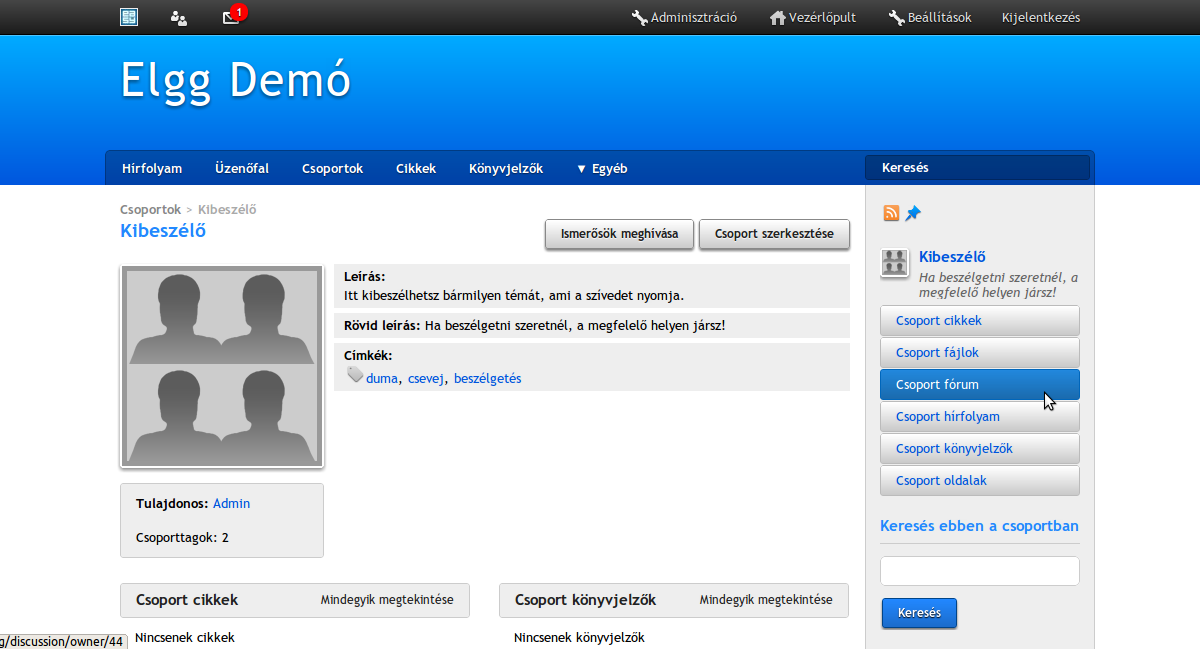 1
Adminisztráció
Vezérlőpult
Beállítások
Kijelentkezés
Elgg Demó
Hírfolyam
Üzenőfal
Csoportok
Cikkek
Könyvjelzők
▼ Egyéb
Keresés
Csoportok > Kibeszélő
Kibeszélő
Ismerősök meghívása
Csoport szerkesztése
Leírás:
Itt kibeszélhetsz bármilyen témát, ami a szívedet nyomja.
Rövid leírás: Ha beszélgetni szeretnél, a megfelelő helyen jársz!
Címkék:
duma, csevej, beszélgetés
Tulajdonos: Admin
Csoporttagok: 2
Csoport cikkek
Mindegyik megtekintése
Nincsenek cikkek
Csoport könyvjelzők
Mindegyik megtekintése
Nincsenek könyvjelzők
Kibeszélő
Ha beszélgetni szeretnél, a
megfelelő helyen jársz!
Csoport cikkek
Csoport fájlok
Csoport fórum
Csoport hírfolyam
Csoport könyvjelzők
Csoport oldalak
Keresés ebben a csoportban
Keresés
g/discussion/owner/44